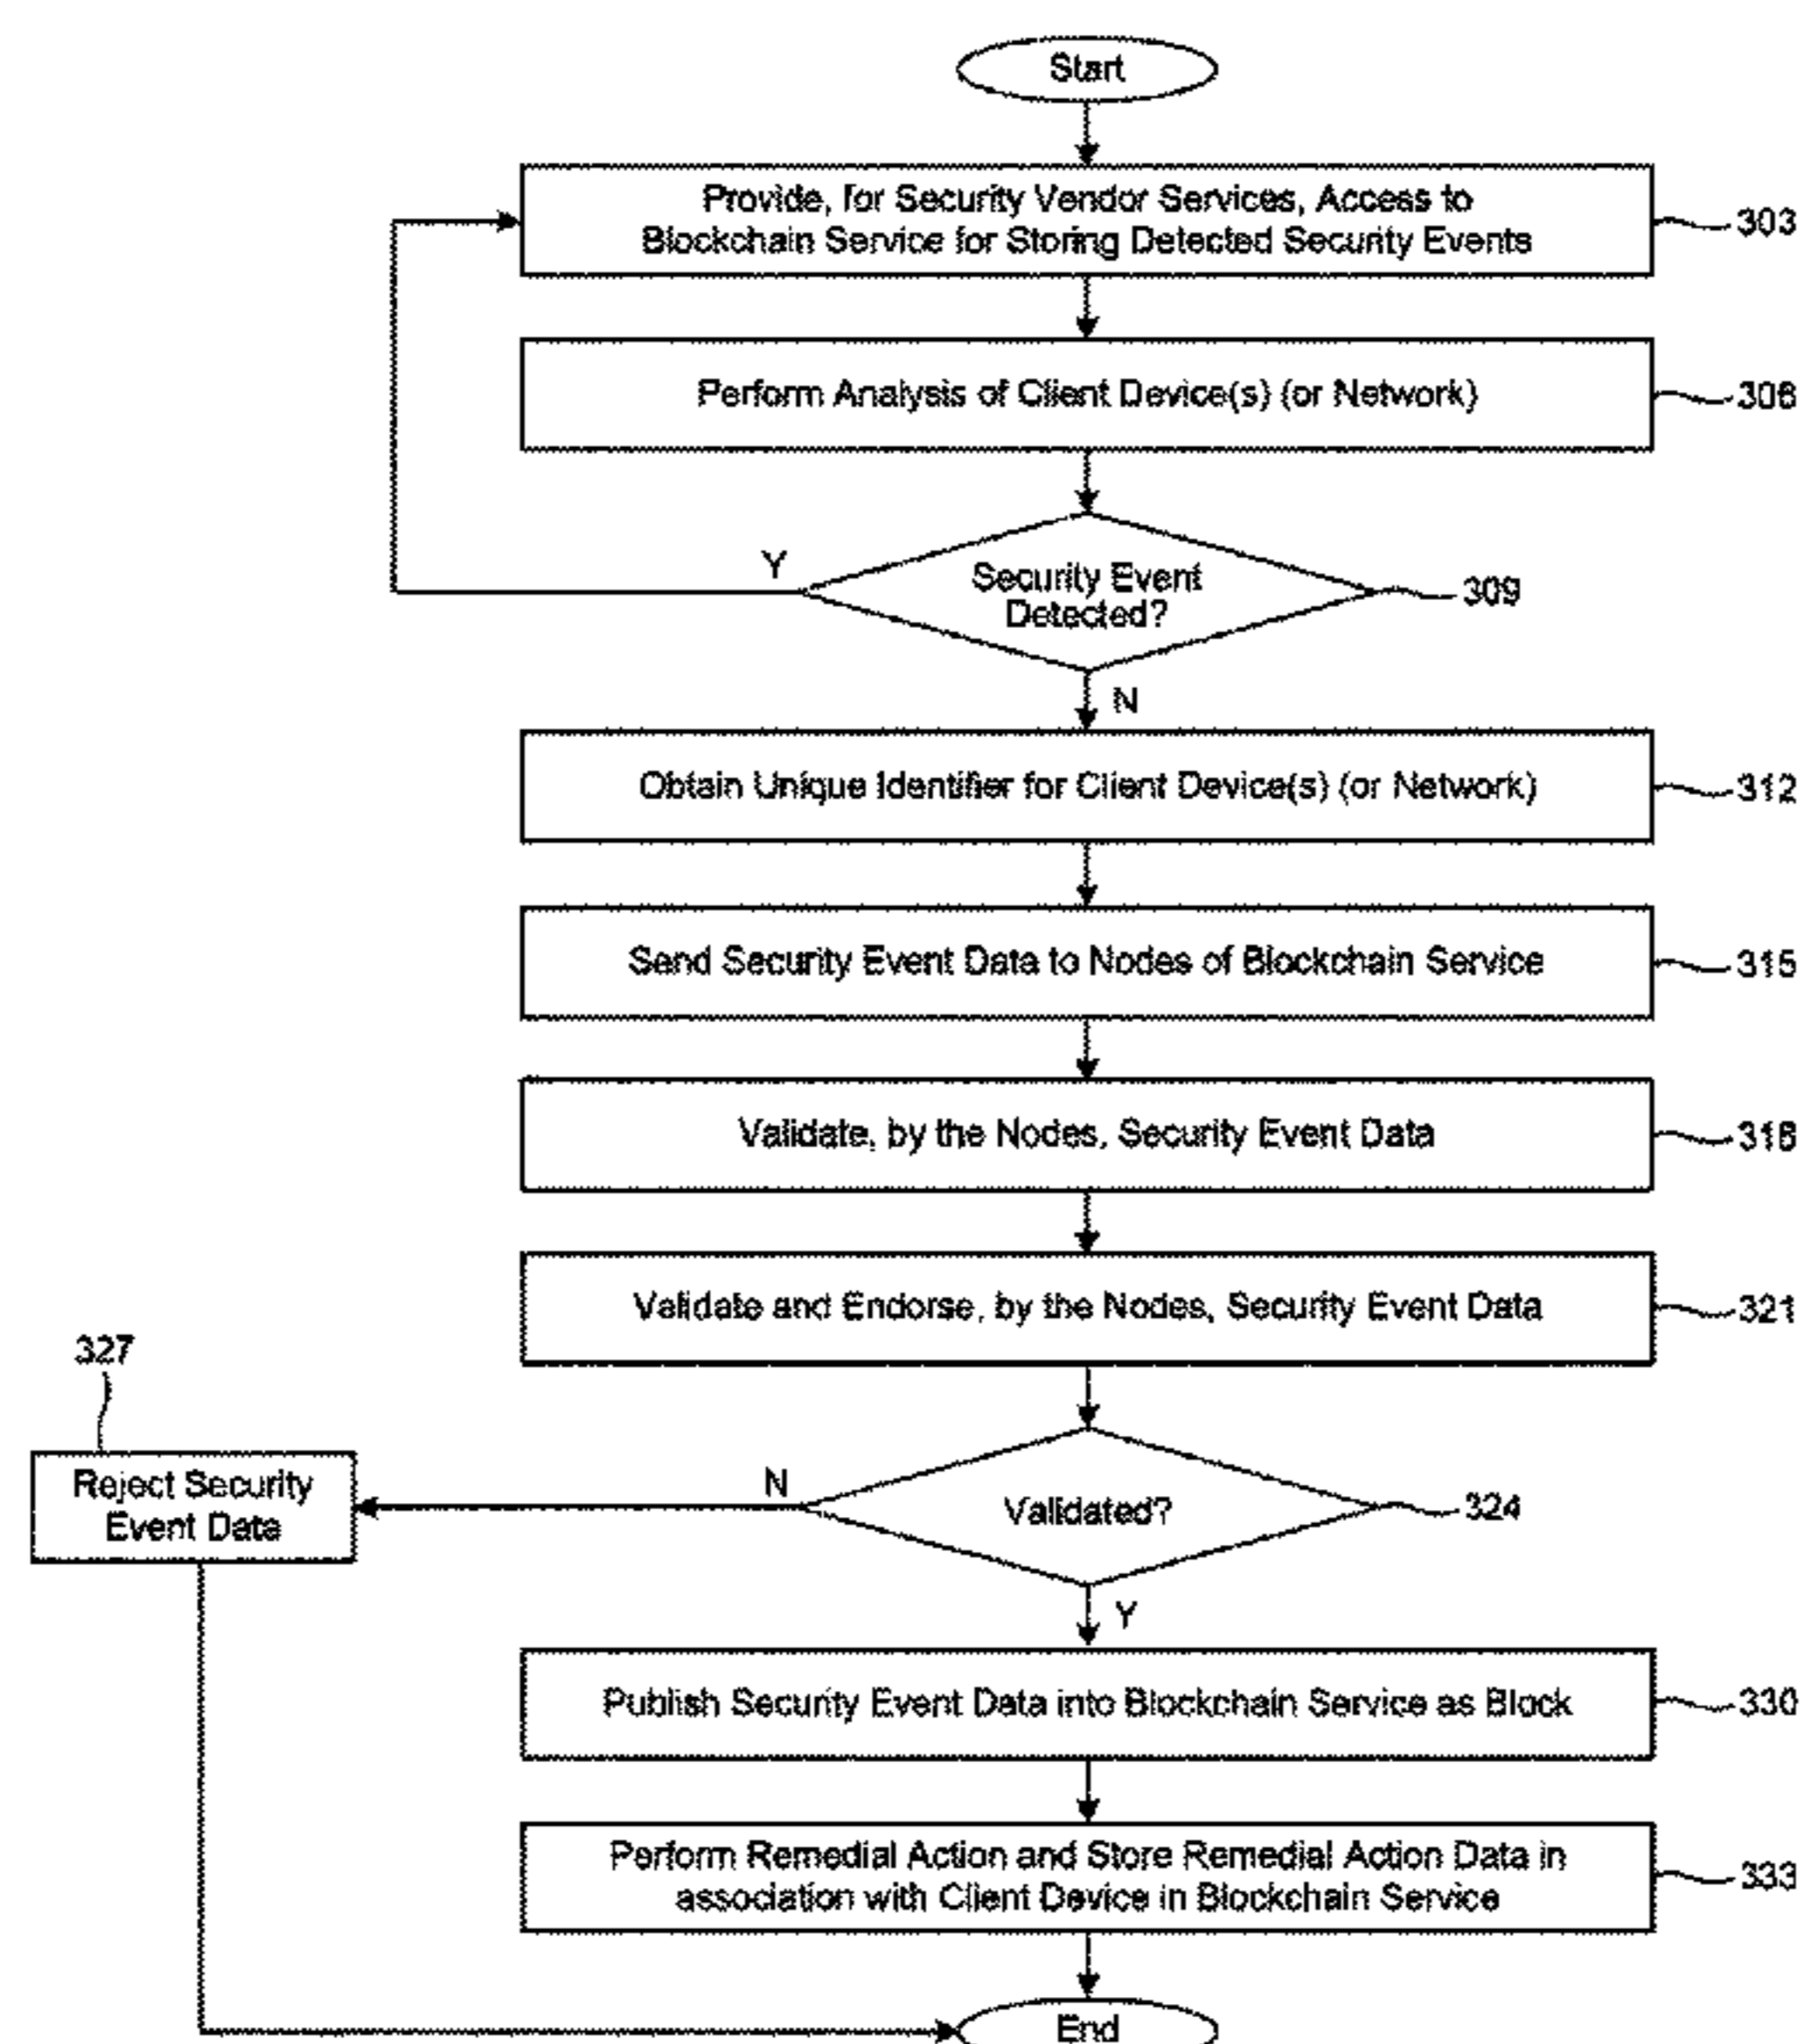 Start
Provide, for Security Vendor Services, Access to
Blockchain Service for Storing Detected Security Events
303
Perform Analysis of Client Device(s) (or Network)
306
Y
Security Event
Detected?
309
N
Obtain Unique Identifier for Client Device(s) (or Network)
312
Send Security Event Data to Nodes of Blockchain Service
315
Validate, by the Nodes, Security Event Data
318
Validate and Endorse, by the Nodes, Security Event Data
321
327
Reject Security
Event Data
N
Validated?
324
Y
Publish Security Event Data into Blockchain Service as Block
330
Perform Remedial Action and Store Remedial Action Data in
association with Client Device in Blockchain Service
333
End